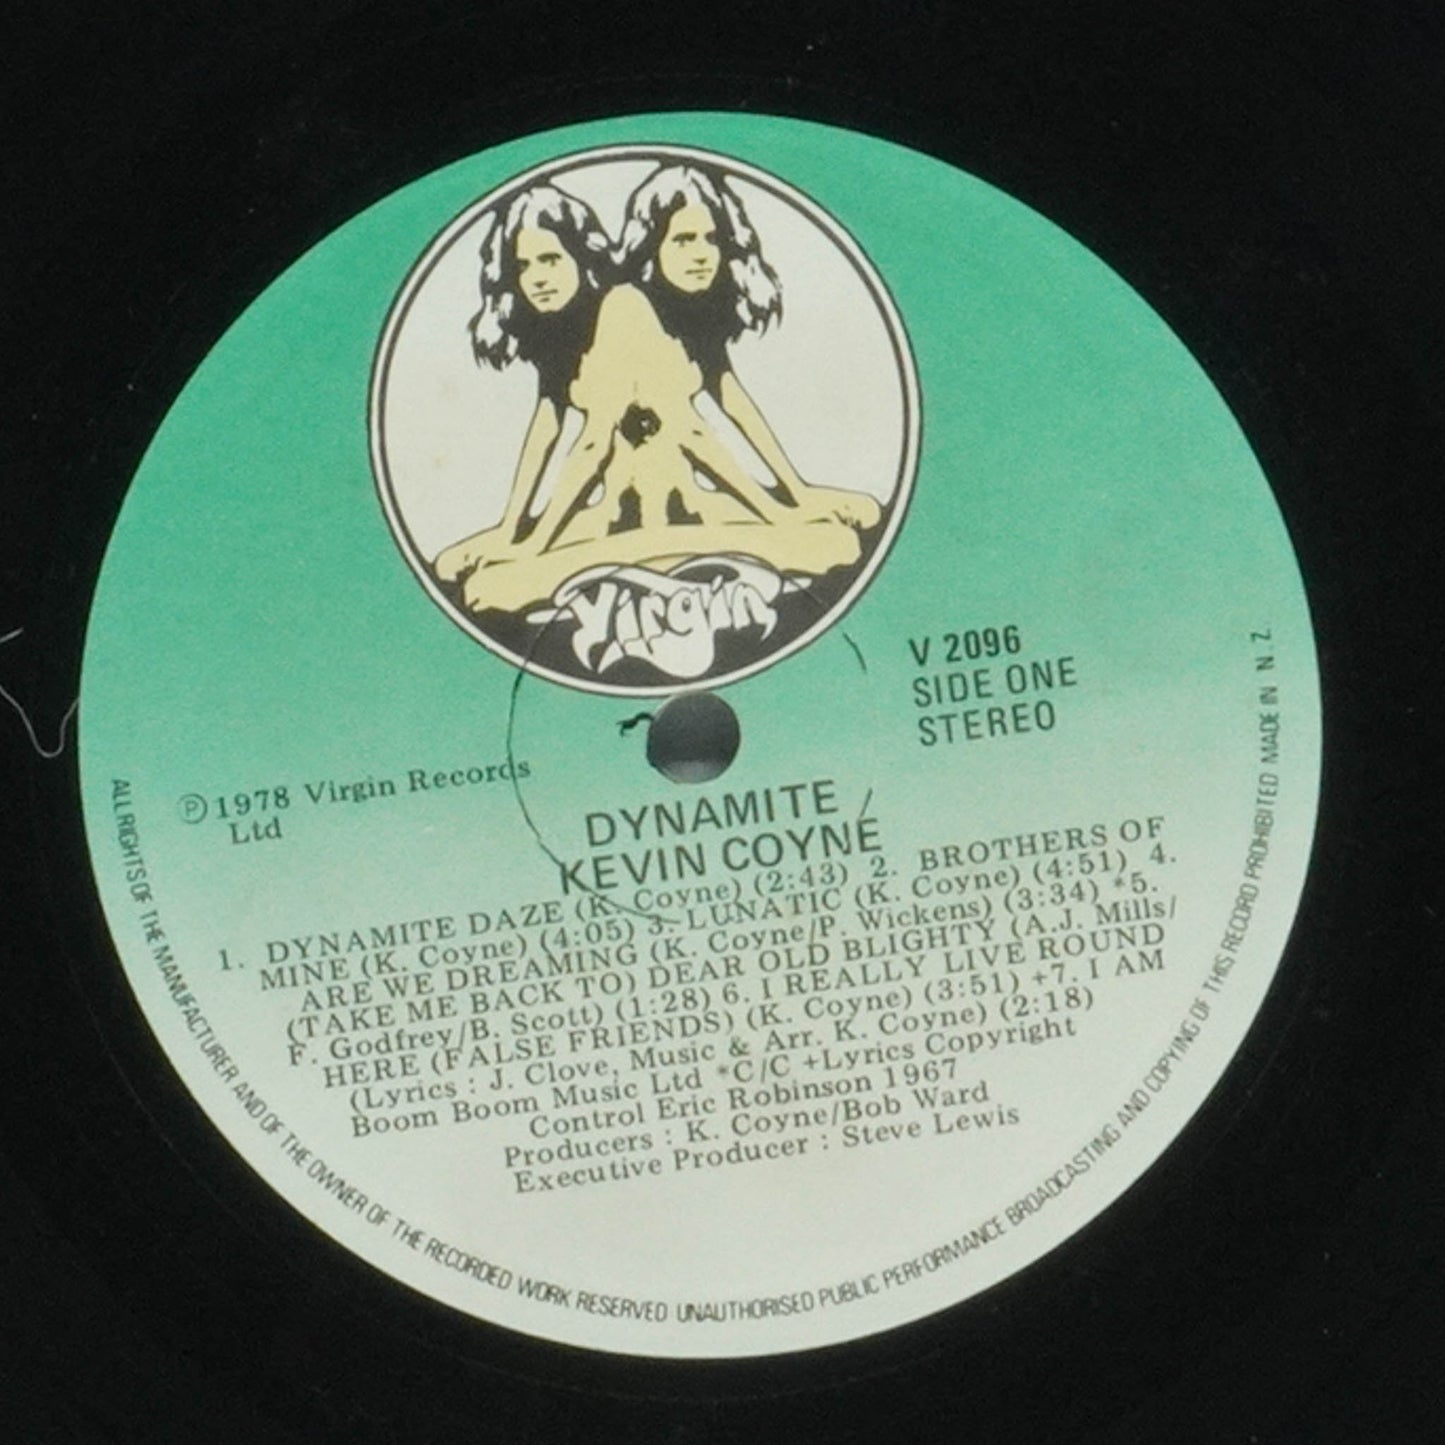 Virgin
V 2096
SIDE ONE
STEREO
Ⓟ1978 Virgin Records
Ltd
DYNAMITE
KEVIN COYNE
1. DYNAMITE DAZE (K. Coyne) (2:43) 2. BROTHERS OF
MINE (K. Coyne) (4:05) 3. LUNATIC (K. Coyne) (4:51) 4.
ARE WE DREAMING (K. Coyne/P. Wickens) (3:34) *5.
(TAKE ME BACK TO) DEAR OLD BLIGHTY (A.J. Mills/
F. Godfrey/B. Scott) (1:28) 6. I REALLY LIVE ROUND
HERE (FALSE FRIENDS) (K. Coyne) (3:51) +7. I AM
(Lyrics : J. Clove, Music & Arr. K. Coyne) (2:18)
Boom Boom Music Ltd *C/C +Lyrics Copyright
Control Eric Robinson 1967
Producers : K. Coyne/Bob Ward
Executive Producer : Steve Lewis
ALL RIGHTS OF THE MANUFACTURER AND OF THE OWNER OF THE RECORDED WORK RESERVED UNAUTHORISED PUBLIC PERFORMANCE BROADCASTING AND COPYING OF THIS RECORD PROHIBITED MADE IN N.Z.